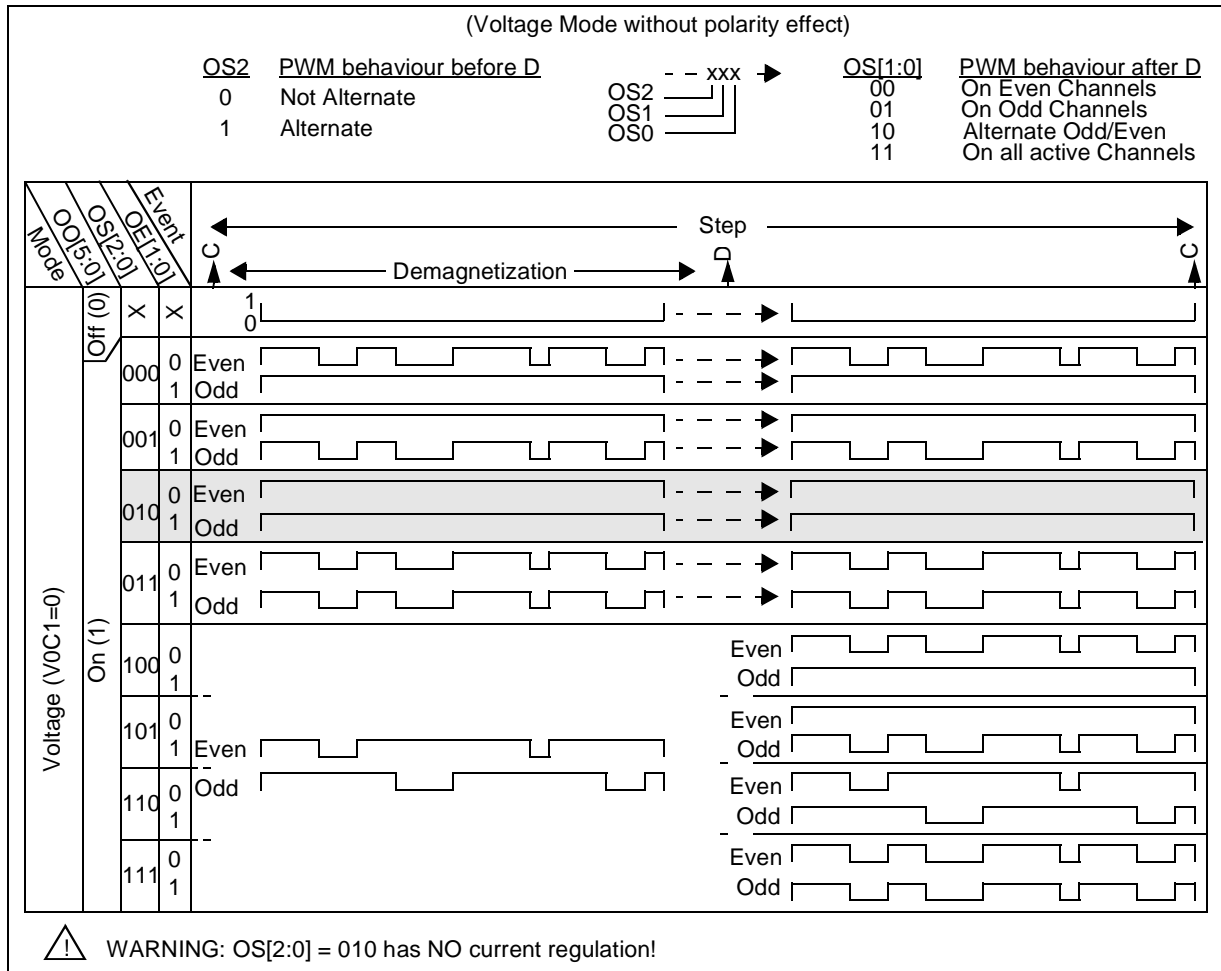 (Voltage Mode without polarity effect)
OS2 PWM behaviour before D
0 Not Alternate
1 Alternate
xxx
OS2
OS1
OS0
OS[1:0] PWM behaviour after D
00 On Even Channels
01 On Odd Channels
10 Alternate Odd/Even
11 On all active Channels
Mode
OO[5:0]
OS[2:0]
OE[1:0]
Event
C
Step
Demagnetization
D
C
Voltage (V0C1=0)
Off (0)
X
X
1
0
On (1)
000
0
1
Even
Odd
001
0
1
Even
Odd
010
0
1
Even
Odd
011
0
1
Even
Odd
100
0
1
Even
Odd
101
0
1
Even
Odd
Even
Odd
110
0
1
Even
Odd
111
0
1
Even
Odd
! WARNING: OS[2:0] = 010 has NO current regulation!